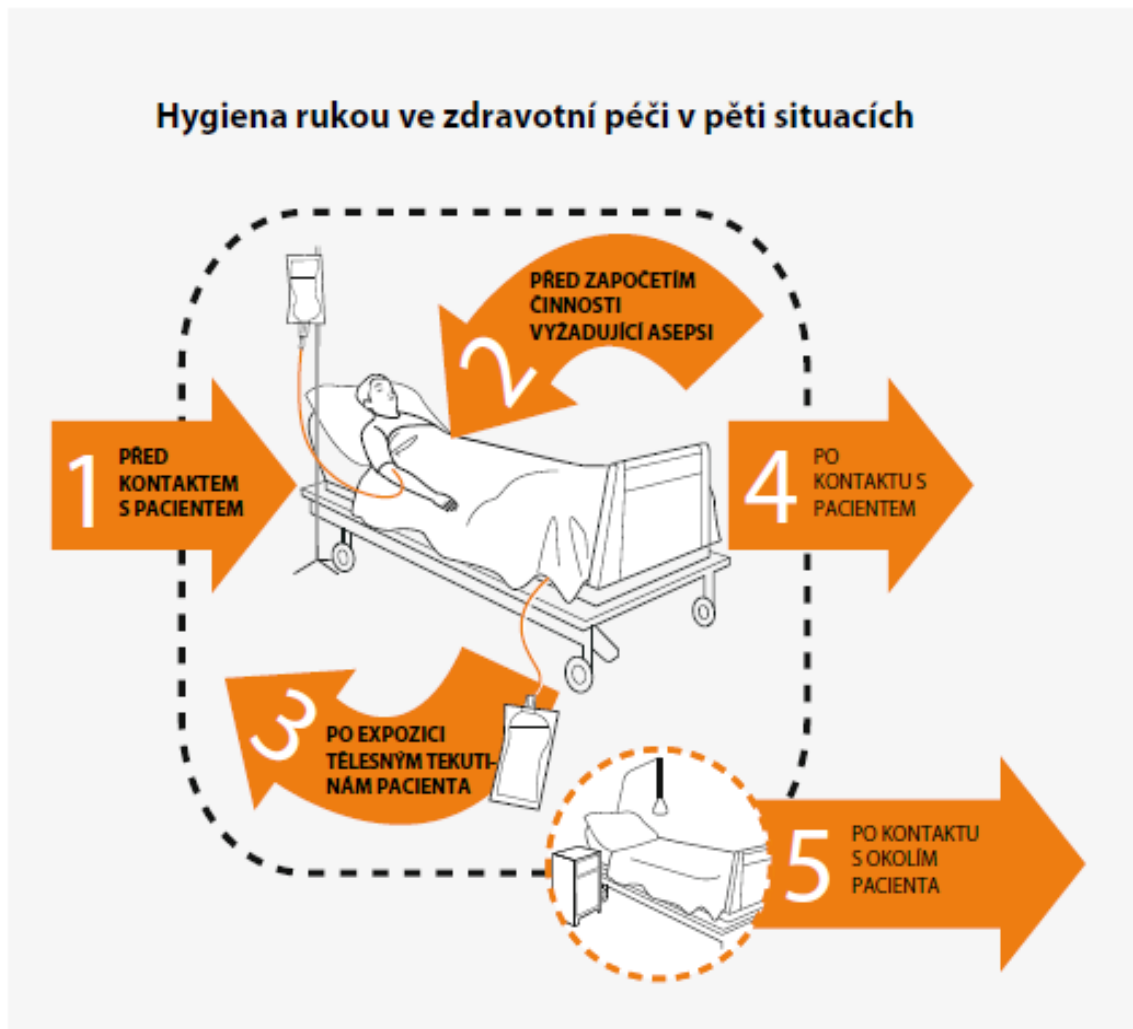 Hygiena rukou ve zdravotní péči v pěti situacích
1
PŘED
KONTAKTEM
S PACIENTEM
2
PŘED ZAPOČETÍM
ČINNOSTI
VYŽADUJÍCÍ ASEPSI
3
PO EXPOZICI
TĚLESNÝM TEKUTI-
NÁM PACIENTA
4
PO
KONTAKTU S
PACIENTEM
5
PO KONTAKTU
S OKOLÍM
PACIENTA